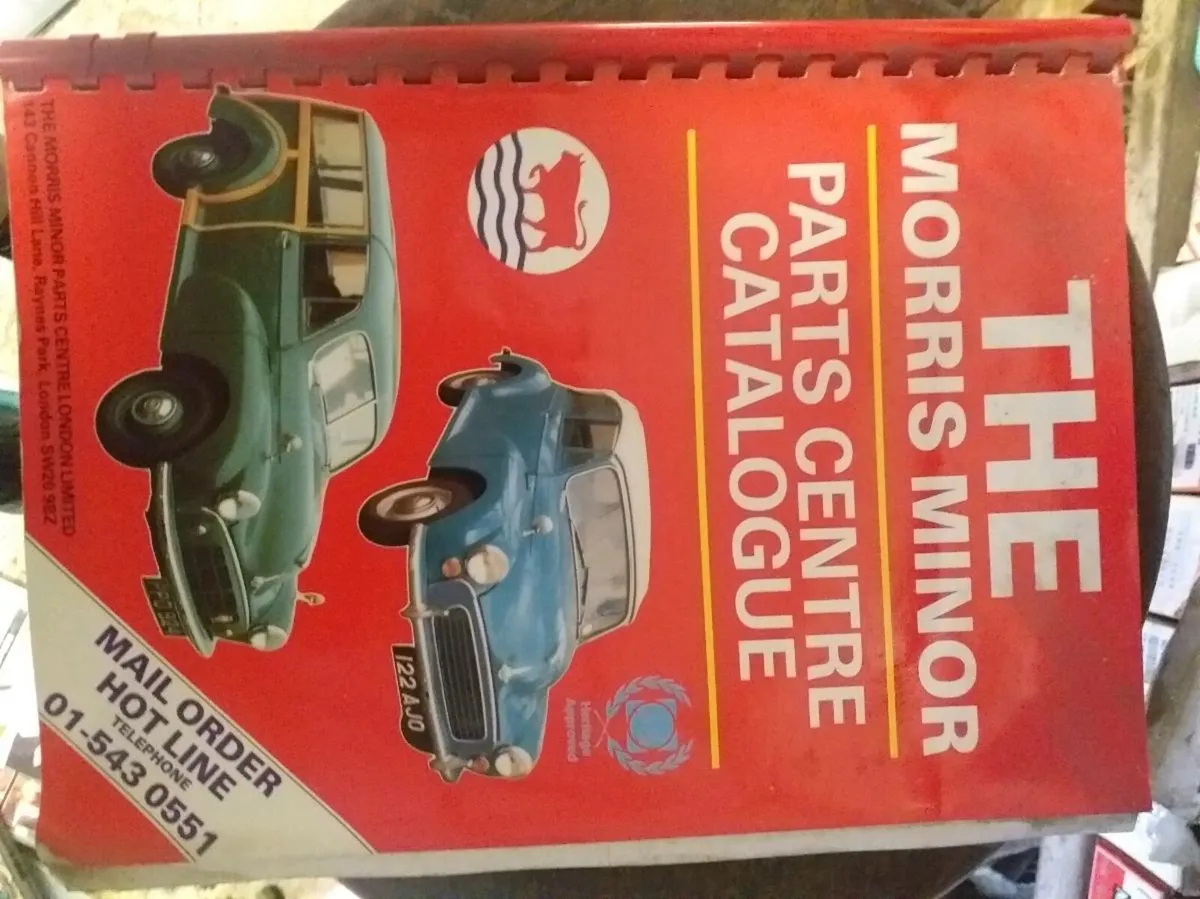 THE
MORRIS MINOR
PARTS CENTRE
CATALOGUE
Heritage
Approved
122 AJO
MAIL ORDER
HOT LINE
TELEPHONE
01-543 0551
THE MORRIS MINOR PARTS CENTRE LONDON LIMITED
143 Cannon Hill Lane, Raynes Park, London SW20 9BZ